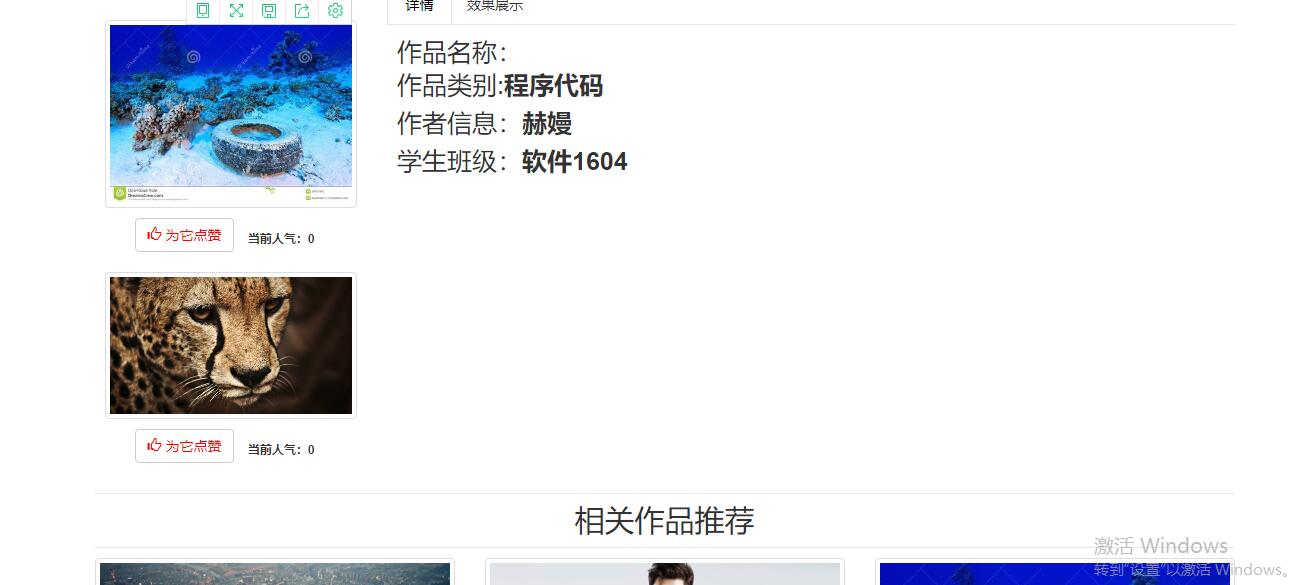 详情
效果展示
作品名称：
作品类别:程序代码
作者信息：赫嫚
学生班级：软件1604
Download from
Dreamstime.com
为它点赞
当前人气：0
为它点赞
当前人气：0
相关作品推荐
激活 Windows
转到"设置"以激活 Windows。